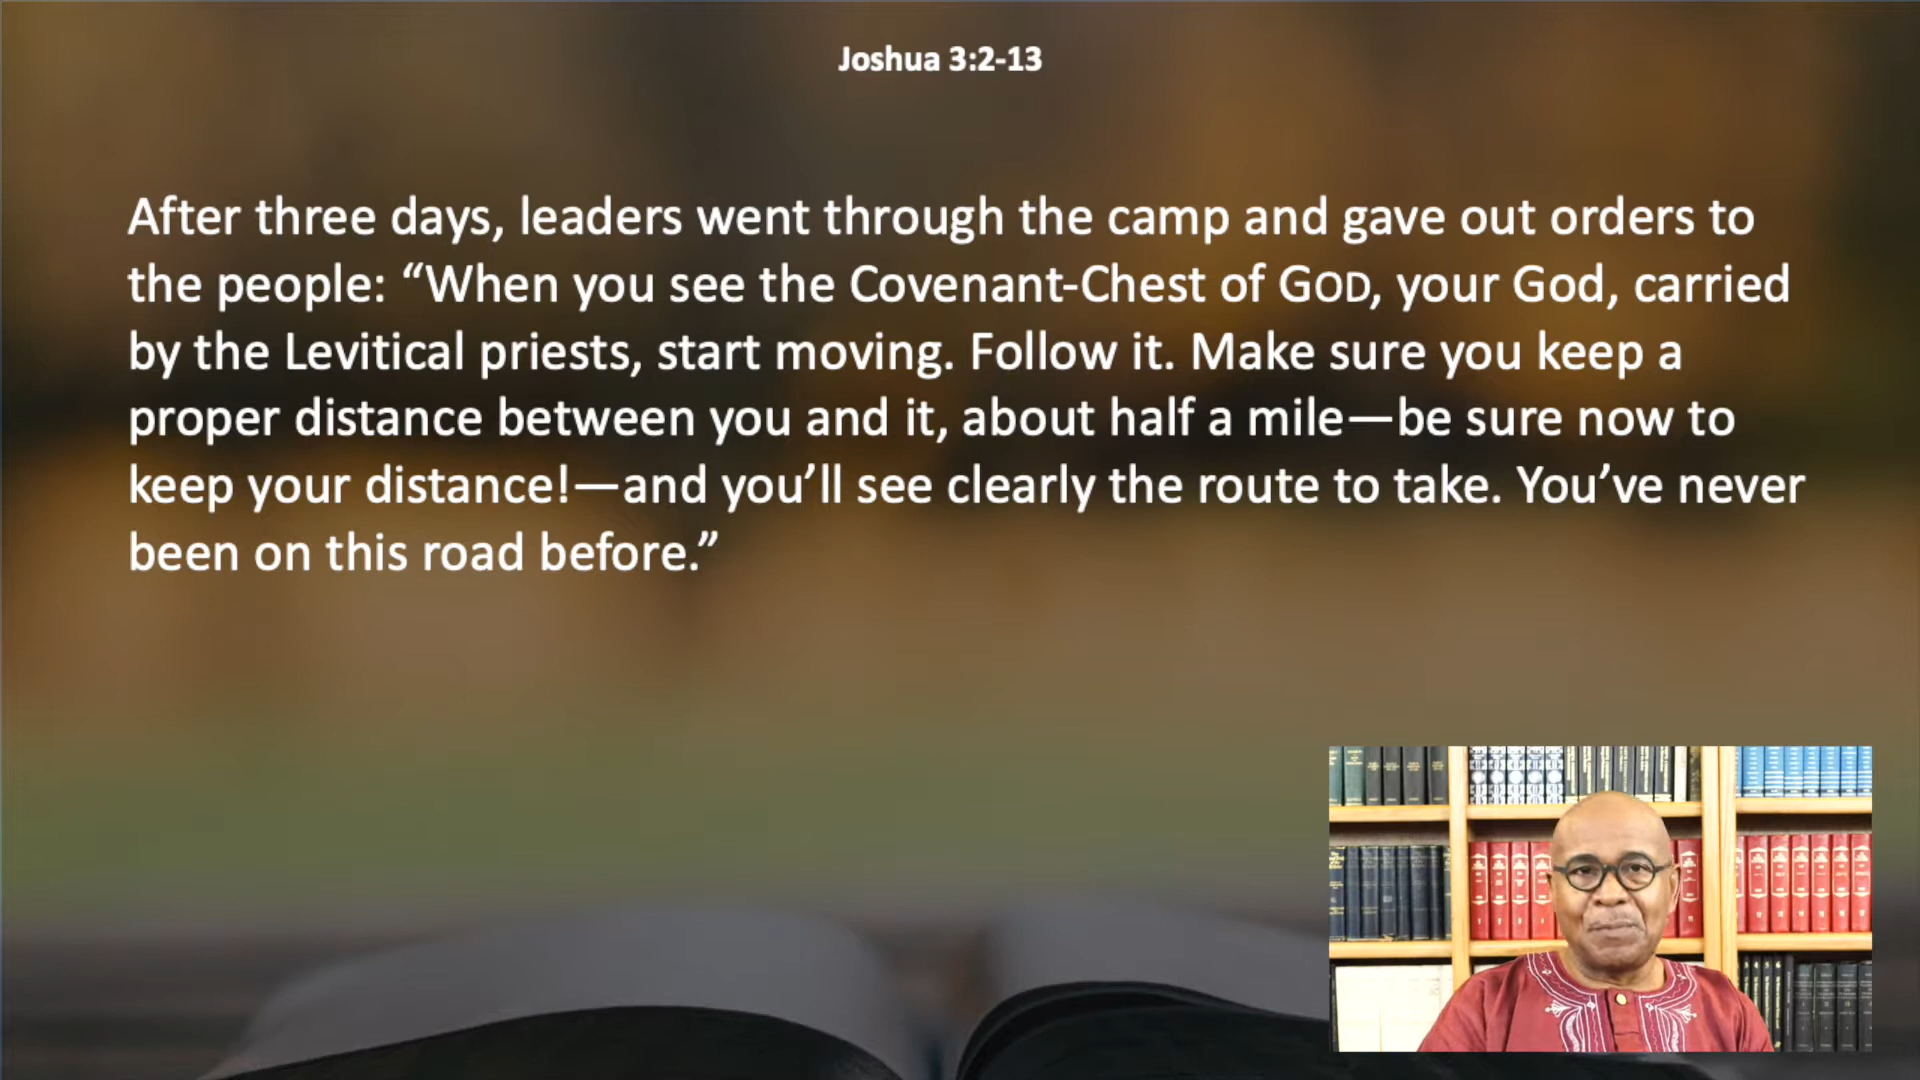 Joshua 3:2-13
After three days, leaders went through the camp and gave out orders to
the people: “When you see the Covenant-Chest of GOD, your God, carried
by the Levitical priests, start moving. Follow it. Make sure you keep a
proper distance between you and it, about half a mile—be sure now to
keep your distance!—and you’ll see clearly the route to take. You’ve never
been on this road before.”